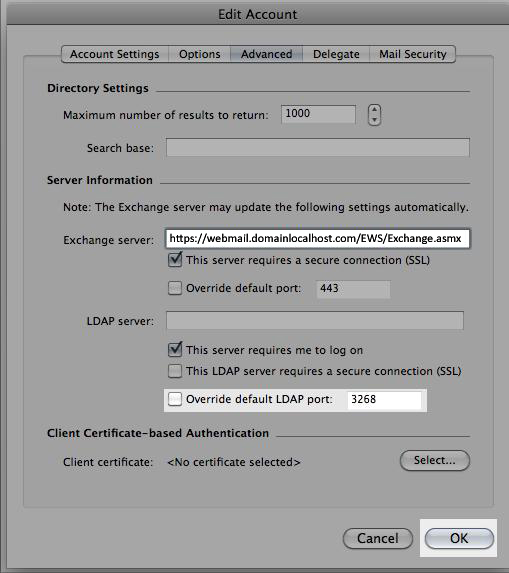 Edit Account
Account Settings Options Advanced Delegate Mail Security
Directory Settings
Maximum number of results to return: 1000
Search base:
Server Information
Note: The Exchange server may update the following settings automatically.
Exchange server: https://webmail.domainlocalhost.com/EWS/Exchange.asmx
This server requires a secure connection (SSL)
Override default port: 443
LDAP server:
This server requires me to log on
This LDAP server requires a secure connection (SSL)
Override default LDAP port: 3268
Client Certificate-based Authentication
Client certificate: <No certificate selected> Select...
Cancel OK